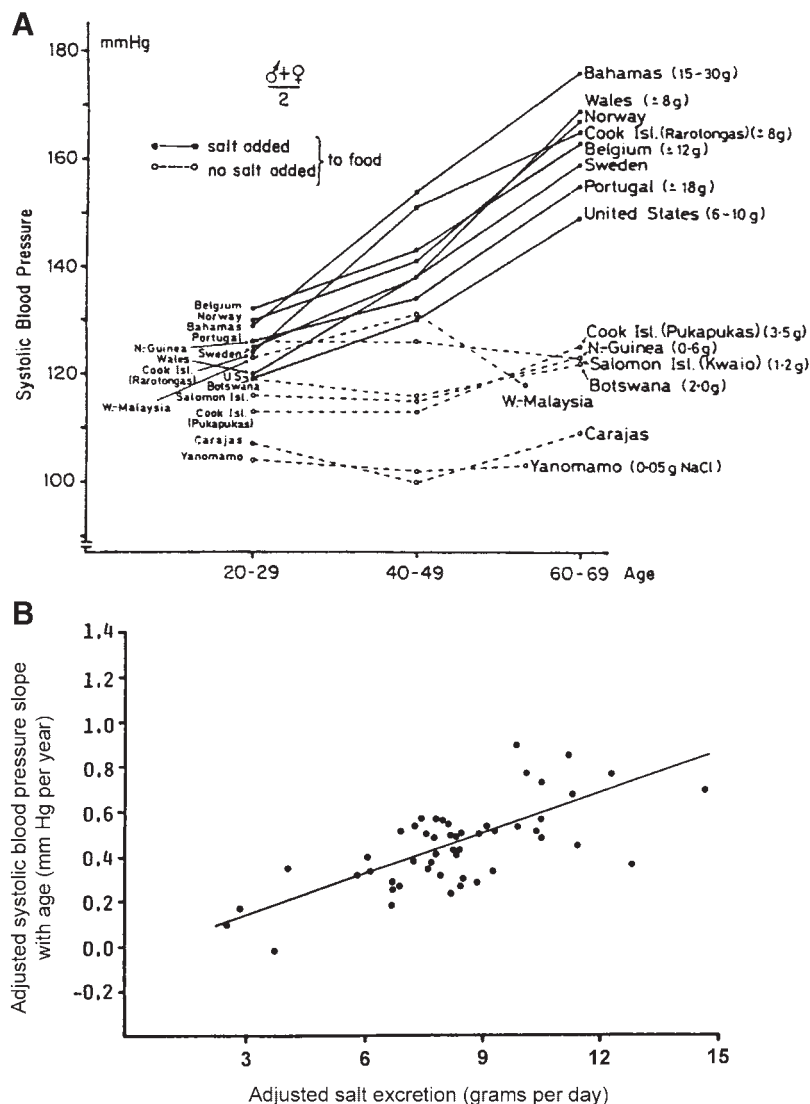 A
mmHg
♂+♀
2
salt added
no salt added
to food
180
160
140
120
100
Systolic Blood Pressure
Bahamas (15-30g)
Wales (±8g)
Norway
Cook Isl.(Rarotongas)(±8g)
Belgium (±12g)
Sweden
Portugal (±18g)
United States (6-10g)
Belgium
Norway
Bahamas
Portugal
N.-Guinea
Sweden
Wales
Cook Isl.
(Rarotongas)
U.S.
Botswana
Salomon Isl.
W.-Malaysia
Cook Isl.
(Pukapukas)
Carajas
Yanomamo
Cook Isl.(Pukapukas)(3·5g)
N.-Guinea (0·6g)
Salomon Isl.(Kwaio)(1·2g)
Botswana (2·0g)
W.-Malaysia
Carajas
Yanomamo (0·05g NaCl)
20-29
40-49
60-69
Age
B
1.4
1.2
1.0
0.8
0.6
0.4
0.2
0.0
-0.2
Adjusted systolic blood pressure slope
with age (mm Hg per year)
3
6
9
12
15
Adjusted salt excretion (grams per day)